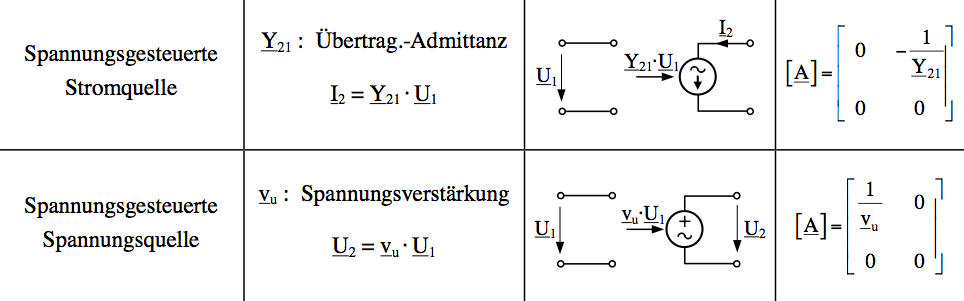 Spannungsgesteuerte
Stromquelle
Y₂₁ : Übertrag.-Admittanz
I₂ = Y₂₁ · U₁
U₁
Y₂₁·U₁
I₂
[A] = [ 0 -1/Y₂₁
0 0 ]
Spannungsgesteuerte
Spannungsquelle
vᵤ : Spannungsverstärkung
U₂ = vᵤ · U₁
U₁
vᵤ·U₁
U₂
[A] = [ 1/vᵤ 0
0 0 ]